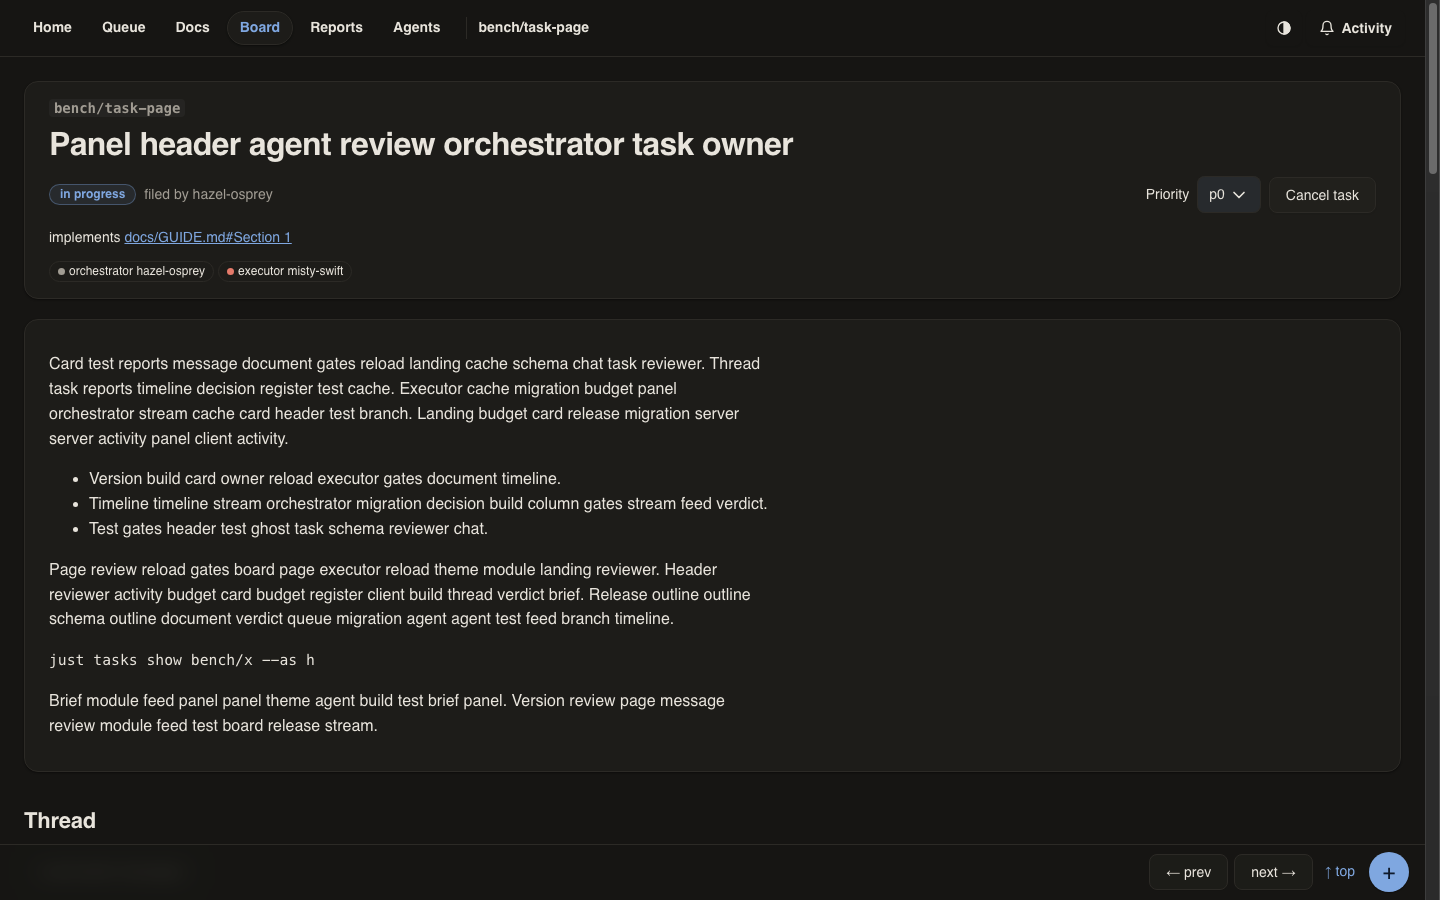 Home Queue Docs Board Reports Agents bench/task-page Activity
bench/task-page
Panel header agent review orchestrator task owner
in progress filed by hazel-osprey Priority p0 Cancel task
implements docs/GUIDE.md#Section 1
orchestrator hazel-osprey executor misty-swift
Card test reports message document gates reload landing cache schema chat task reviewer. Thread
task reports timeline decision register test cache. Executor cache migration budget panel
orchestrator stream cache card header test branch. Landing budget card release migration server
server activity panel client activity.
• Version build card owner reload executor gates document timeline.
• Timeline timeline stream orchestrator migration decision build column gates stream feed verdict.
• Test gates header test ghost task schema reviewer chat.
Page review reload gates board page executor reload theme module landing reviewer. Header
reviewer activity budget card budget register client build thread verdict brief. Release outline outline
schema outline document verdict queue migration agent agent test feed branch timeline.
just tasks show bench/x --as h
Brief module feed panel panel theme agent build test brief panel. Version review page message
review module feed test board release stream.
Thread
← prev next → ↑ top +